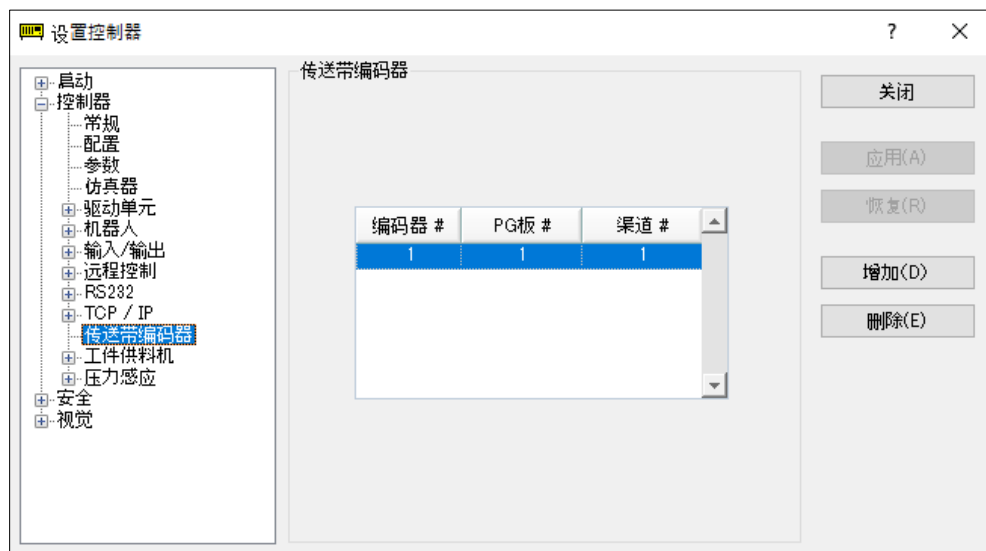 设置控制器
?
启动
控制器
常规
配置
参数
仿真器
驱动单元
机器人
输入/输出
远程控制
RS232
TCP / IP
传送带编码器
工件供料机
压力感应
安全
视觉
传送带编码器
编码器 # PG板 # 渠道 #
1 1 1
关闭
应用(A)
恢复(R)
增加(D)
删除(E)